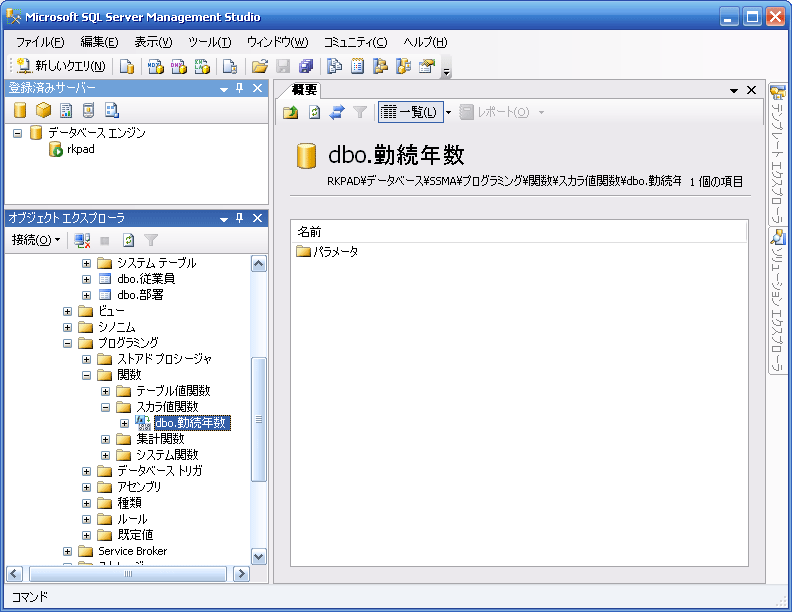 Microsoft SQL Server Management Studio
ファイル(F) 編集(E) 表示(V) ツール(T) ウィンドウ(W) コミュニティ(C) ヘルプ(H)
新しいクエリ(N)
登録済みサーバー
データベース エンジン
rkpad
オブジェクト エクスプローラ
接続(O)
システム テーブル
dbo.従業員
dbo.部署
ビュー
シノニム
プログラミング
ストアド プロシージャ
関数
テーブル値関数
スカラ値関数
dbo.勤続年数
集計関数
システム関数
データベース トリガ
アセンブリ
種類
ルール
既定値
Service Broker
概要
一覧(L) レポート(O)
dbo.勤続年数
RKPAD¥データベース¥SSMA¥プログラミング¥関数¥スカラ値関数¥dbo.勤続年 1 個の項目
名前
パラメータ
テンプレート エクスプローラ
ソリューション エクスプローラ
コマンド